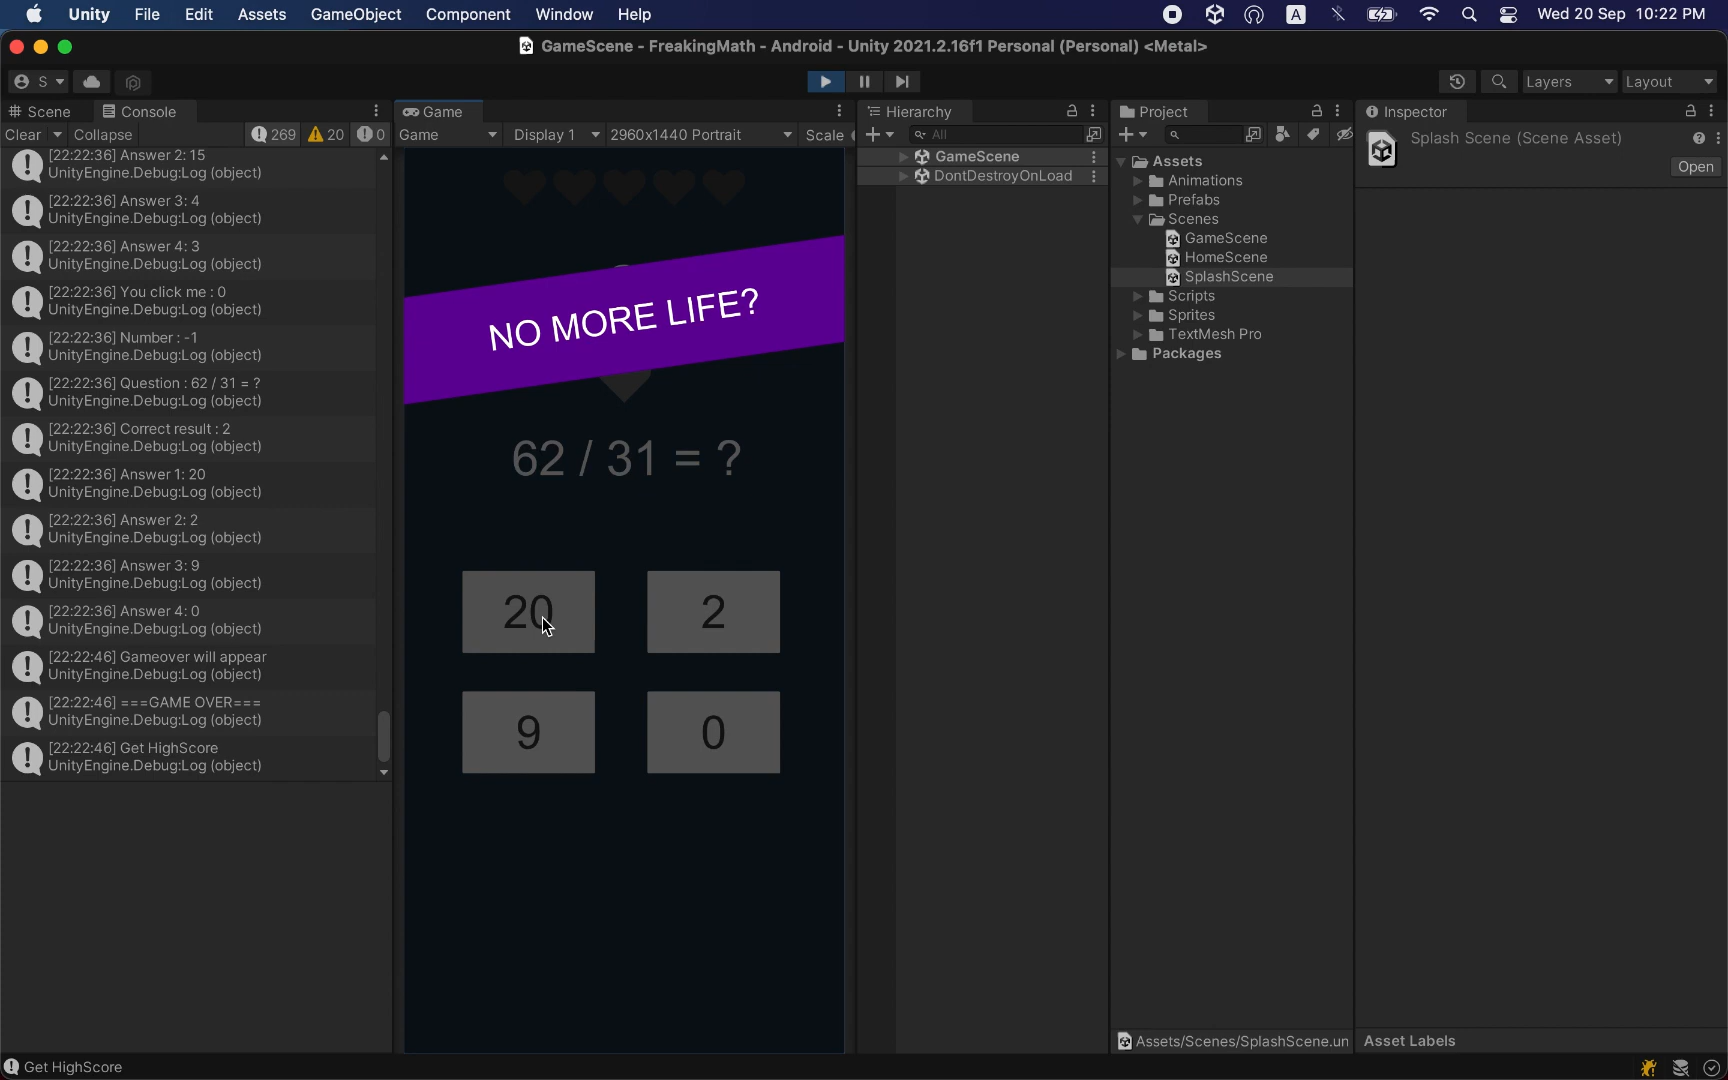 Unity File Edit Assets GameObject Component Window Help A Wed 20 Sep 10:22 PM
GameScene - FreakingMath - Android - Unity 2021.2.16f1 Personal (Personal) <Metal>
S Layers Layout
Scene Console Game Hierarchy Project Inspector
Clear Collapse 269 20 0 Game Display 1 2960x1440 Portrait Scale All
[22:22:36] Answer 2: 15
UnityEngine.Debug:Log (object)
[22:22:36] Answer 3: 4
UnityEngine.Debug:Log (object)
[22:22:36] Answer 4: 3
UnityEngine.Debug:Log (object)
[22:22:36] You click me : 0
UnityEngine.Debug:Log (object)
[22:22:36] Number : -1
UnityEngine.Debug:Log (object)
[22:22:36] Question : 62 / 31 = ?
UnityEngine.Debug:Log (object)
[22:22:36] Correct result : 2
UnityEngine.Debug:Log (object)
[22:22:36] Answer 1: 20
UnityEngine.Debug:Log (object)
[22:22:36] Answer 2: 2
UnityEngine.Debug:Log (object)
[22:22:36] Answer 3: 9
UnityEngine.Debug:Log (object)
[22:22:36] Answer 4: 0
UnityEngine.Debug:Log (object)
[22:22:46] Gameover will appear
UnityEngine.Debug:Log (object)
[22:22:46] ===GAME OVER===
UnityEngine.Debug:Log (object)
[22:22:46] Get HighScore
UnityEngine.Debug:Log (object)
NO MORE LIFE?
62 / 31 = ?
20 2
9 0
GameScene
DontDestroyOnLoad
Assets
Animations
Prefabs
Scenes
GameScene
HomeScene
SplashScene
Scripts
Sprites
TextMesh Pro
Packages
Splash Scene (Scene Asset)
Open
Assets/Scenes/SplashScene.un
Asset Labels
Get HighScore